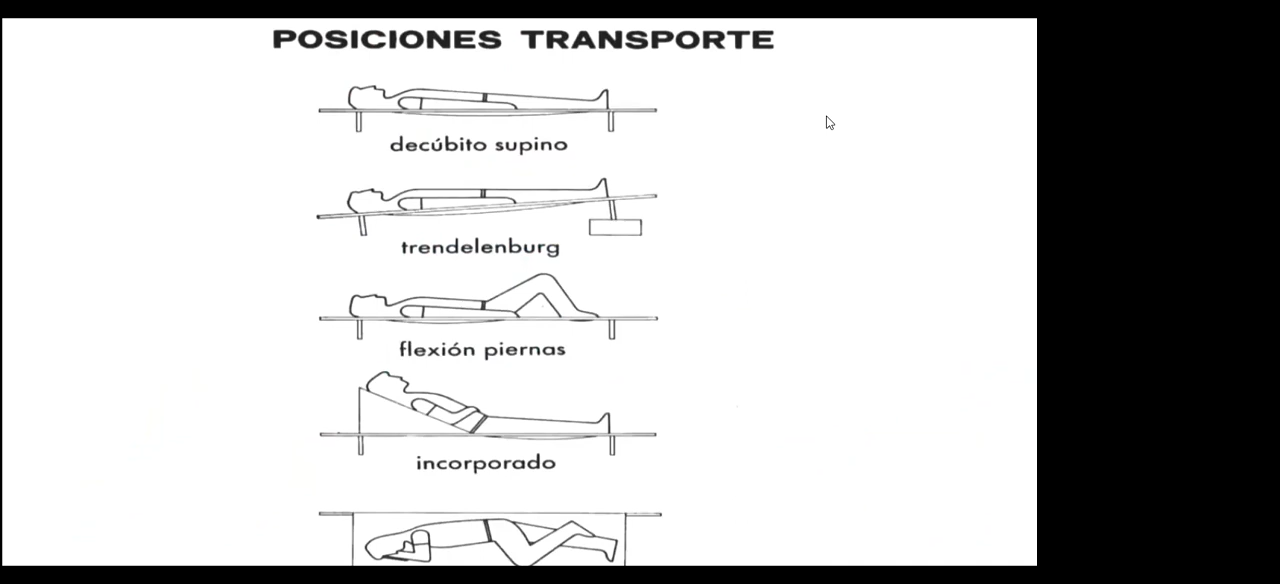 POSICIONES TRANSPORTE
decúbito supino
trendelenburg
flexión piernas
incorporado